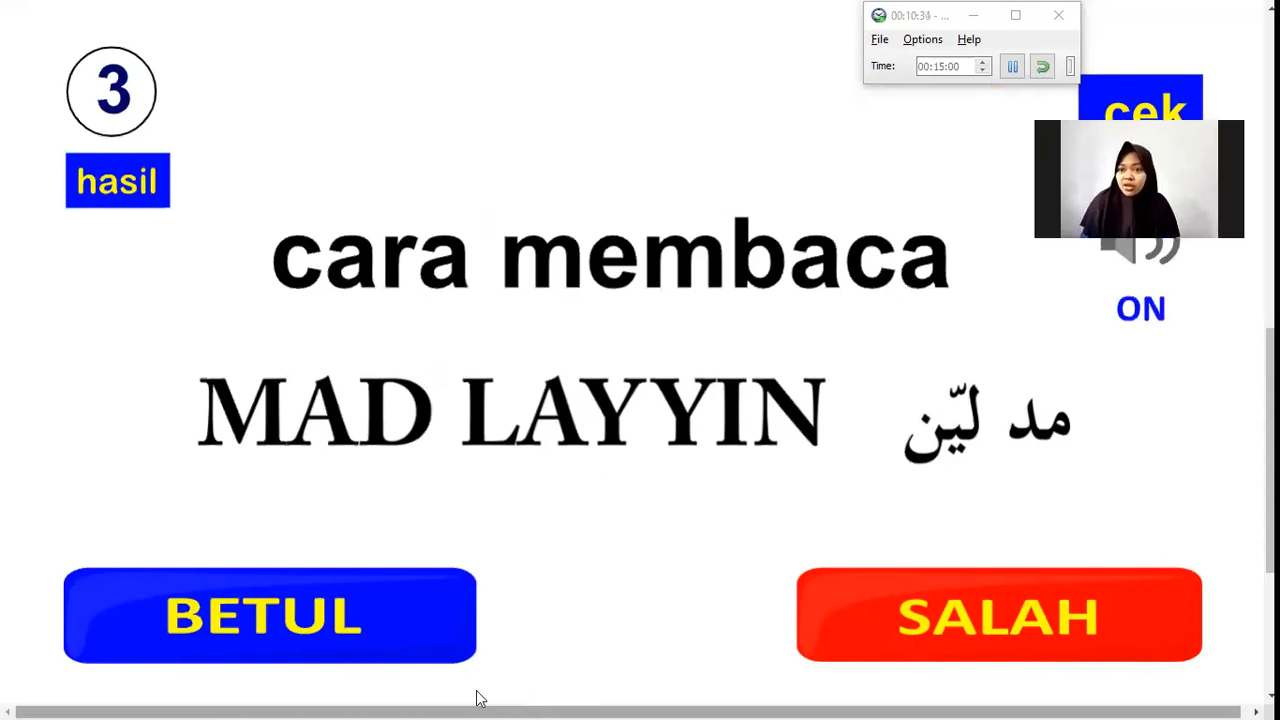 00:10:34 - ...
File Options Help
Time: 00:15:00
3
hasil
cek
cara membaca
ON
MAD LAYYIN مد ليّن
BETUL SALAH